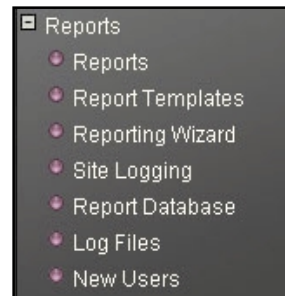 Reports
Reports
Report Templates
Reporting Wizard
Site Logging
Report Database
Log Files
New Users